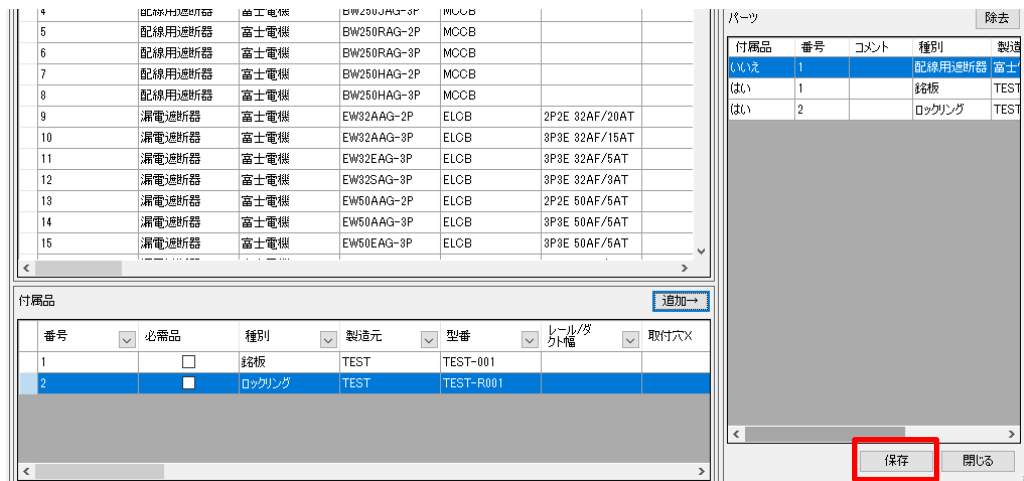 4 配線用遮断器 富士電機 BW250JAG-3P MCCB
5 配線用遮断器 富士電機 BW250RAG-2P MCCB
6 配線用遮断器 富士電機 BW250RAG-3P MCCB
7 配線用遮断器 富士電機 BW250HAG-2P MCCB
8 配線用遮断器 富士電機 BW250HAG-3P MCCB
9 漏電遮断器 富士電機 EW32AAG-2P ELCB 2P2E 32AF/20AT
10 漏電遮断器 富士電機 EW32AAG-3P ELCB 3P3E 32AF/15AT
11 漏電遮断器 富士電機 EW32EAG-3P ELCB 3P3E 32AF/5AT
12 漏電遮断器 富士電機 EW32SAG-3P ELCB 3P3E 32AF/3AT
13 漏電遮断器 富士電機 EW50AAG-2P ELCB 2P2E 50AF/5AT
14 漏電遮断器 富士電機 EW50AAG-3P ELCB 3P3E 50AF/5AT
15 漏電遮断器 富士電機 EW50EAG-3P ELCB 3P3E 50AF/5AT
付属品 追加→
番号 必需品 種別 製造元 型番 レール/ダクト幅 取付穴X
1 銘板 TEST TEST-001
2 ロックリング TEST TEST-R001
パーツ 除去
付属品 番号 コメント 種別 製造
いいえ 1 配線用遮断器 富士
はい 1 銘板 TEST
はい 2 ロックリング TEST
保存 閉じる